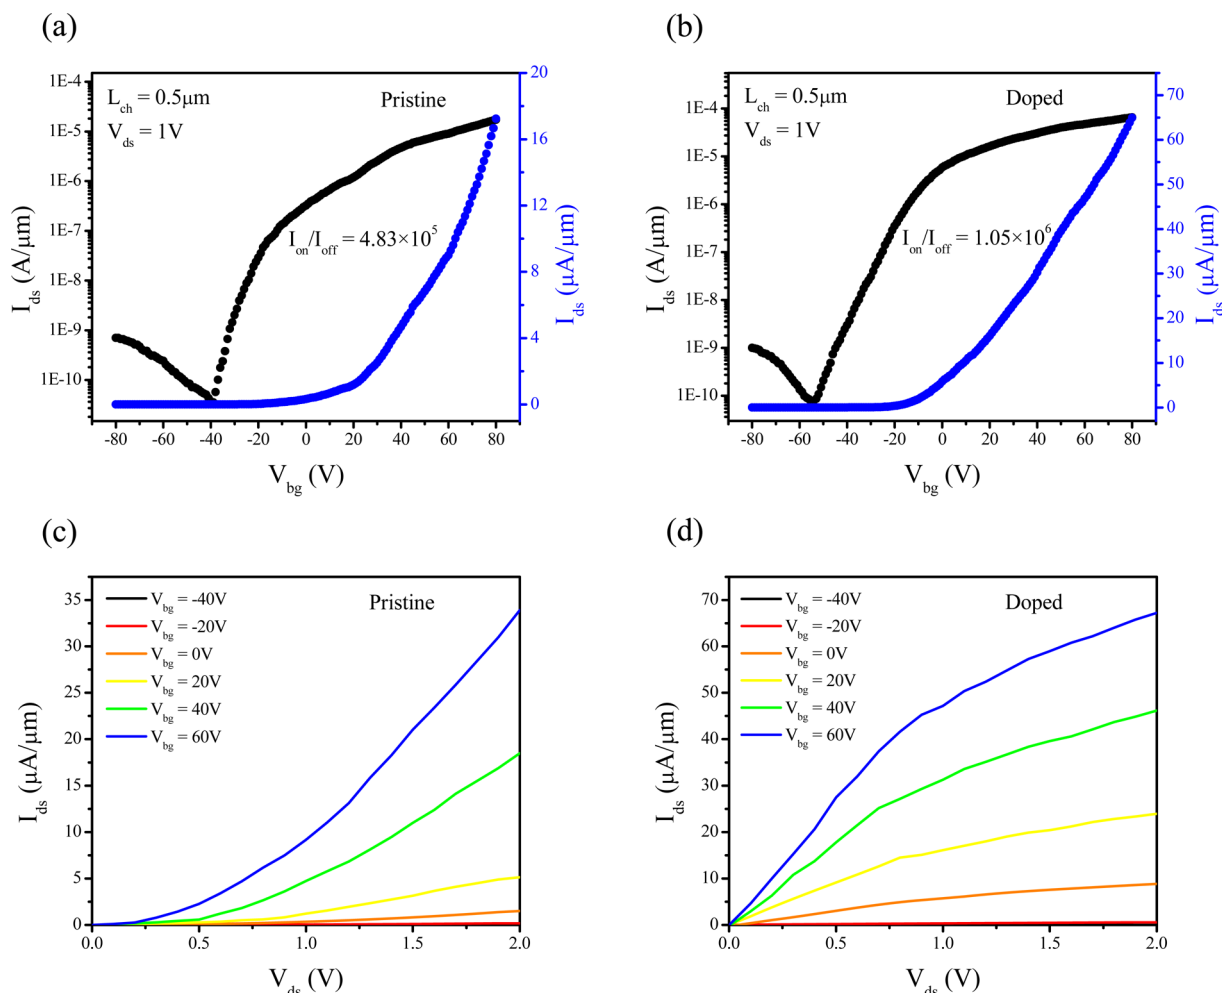 (a)
L_ch = 0.5μm
V_ds = 1V
Pristine
I_on/I_off = 4.83×10^5
1E-4
1E-5
1E-6
1E-7
1E-8
1E-9
1E-10
I_ds (A/μm)
20
16
12
8
4
0
I_ds (μA/μm)
-80 -60 -40 -20 0 20 40 60 80
V_bg (V)
(b)
L_ch = 0.5μm
V_ds = 1V
Doped
I_on/I_off = 1.05×10^6
1E-4
1E-5
1E-6
1E-7
1E-8
1E-9
1E-10
I_ds (A/μm)
70
60
50
40
30
20
10
0
I_ds (μA/μm)
-80 -60 -40 -20 0 20 40 60 80
V_bg (V)
(c)
V_bg = -40V
V_bg = -20V
V_bg = 0V
V_bg = 20V
V_bg = 40V
V_bg = 60V
Pristine
35
30
25
20
15
10
5
0
I_ds (μA/μm)
0.0 0.5 1.0 1.5 2.0
V_ds (V)
(d)
V_bg = -40V
V_bg = -20V
V_bg = 0V
V_bg = 20V
V_bg = 40V
V_bg = 60V
Doped
70
60
50
40
30
20
10
0
I_ds (μA/μm)
0.0 0.5 1.0 1.5 2.0
V_ds (V)